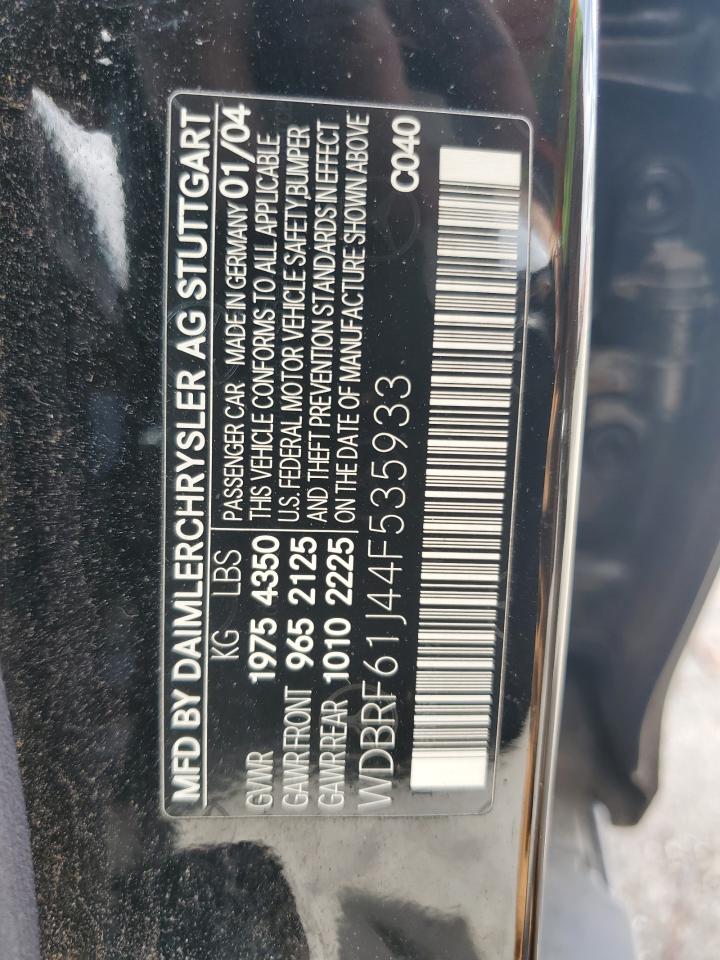 MFD BY DAIMLERCHRYSLER AG STUTTGART
KG LBS PASSENGER CAR MADE IN GERMANY 01/04
GVWR 1975 4350 THIS VEHICLE CONFORMS TO ALL APPLICABLE
GAWR FRONT 965 2125 U.S. FEDERAL MOTOR VEHICLE SAFETY BUMPER
GAWR REAR 1010 2225 AND THEFT PREVENTION STANDARDS IN EFFECT
ON THE DATE OF MANUFACTURE SHOWN ABOVE
WDBRF61J44F535933 C040